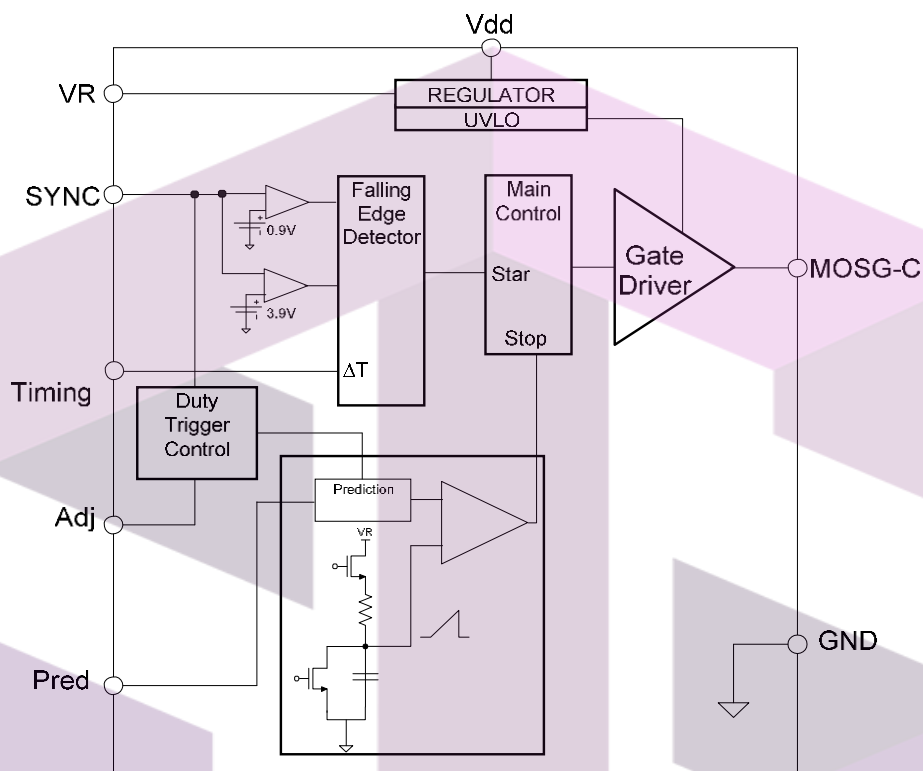 Vdd
VR
REGULATOR
UVLO
SYNC
Falling
Edge
Detector
Main
Control
+
0.9V
Gate
Driver
MOSG-C
Star
+
3.9V
Stop
ΔT
Timing
Duty
Trigger
Control
Prediction
Adj
VR
GND
Pred